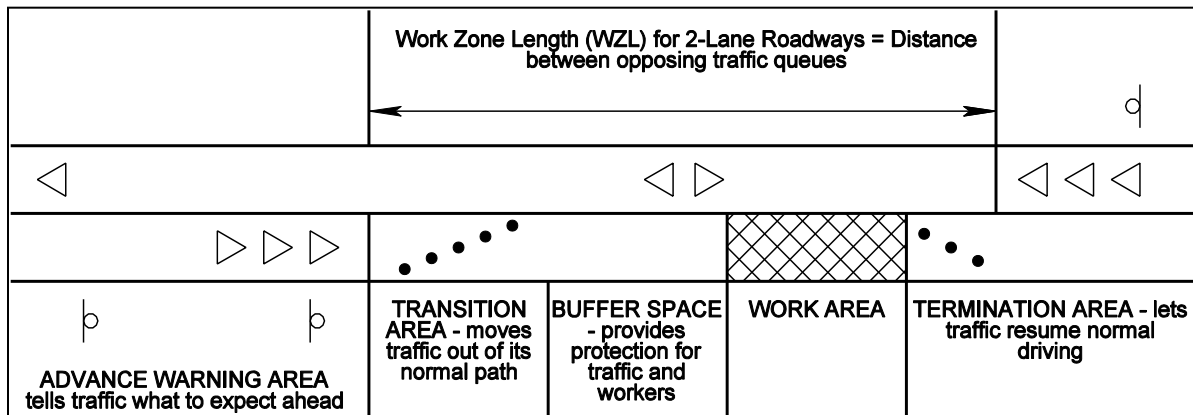 Work Zone Length (WZL) for 2-Lane Roadways = Distance
between opposing traffic queues
TRANSITION
AREA - moves
traffic out of its
normal path
BUFFER SPACE
- provides
protection for
traffic and
workers
WORK AREA
TERMINATION AREA - lets
traffic resume normal
driving
ADVANCE WARNING AREA
tells traffic what to expect ahead